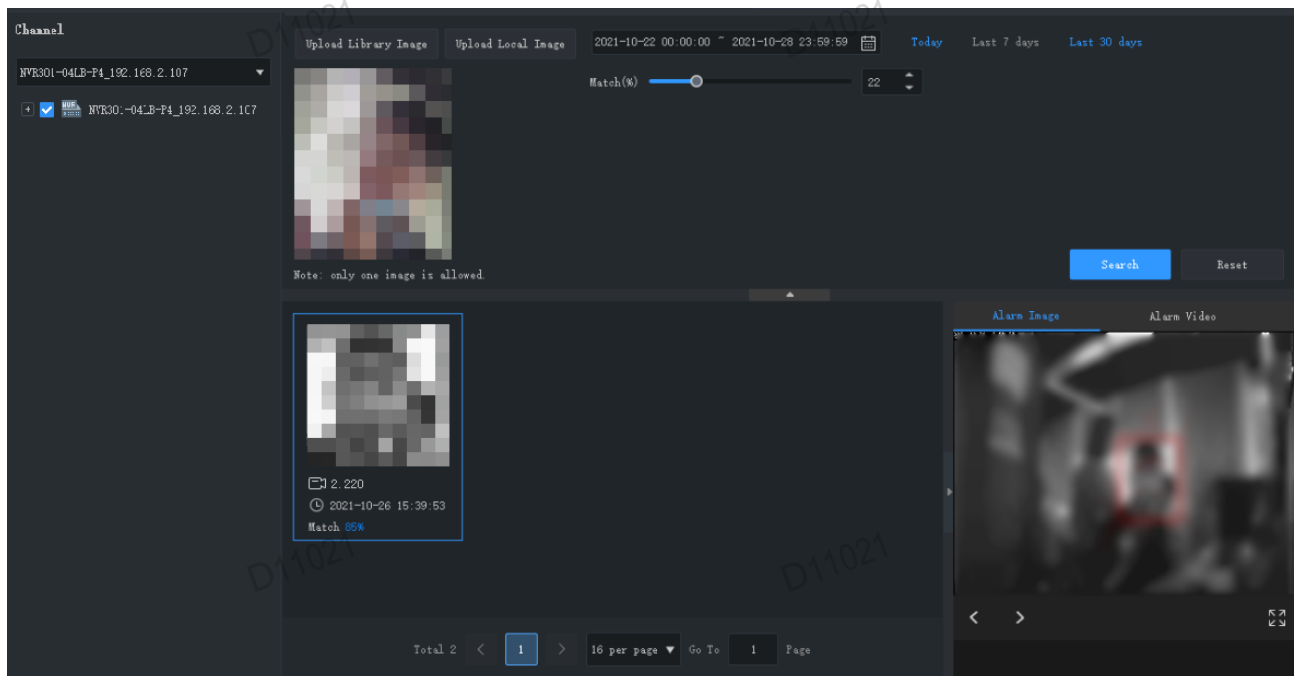 Channel
NVR301-04LB-P4_192.168.2.107
NVR301-04LB-P4_192.168.2.107
Upload Library Image
Upload Local Image
2021-10-22 00:00:00 ~ 2021-10-28 23:59:59
Today
Last 7 days
Last 30 days
Match(%)
22
Note: only one image is allowed.
Search
Reset
2.220
2021-10-26 15:39:53
Match 85%
Alarm Image
Alarm Video
Total 2
1
16 per page
Go To
1
Page
D11021
D11021
D11021
D11021